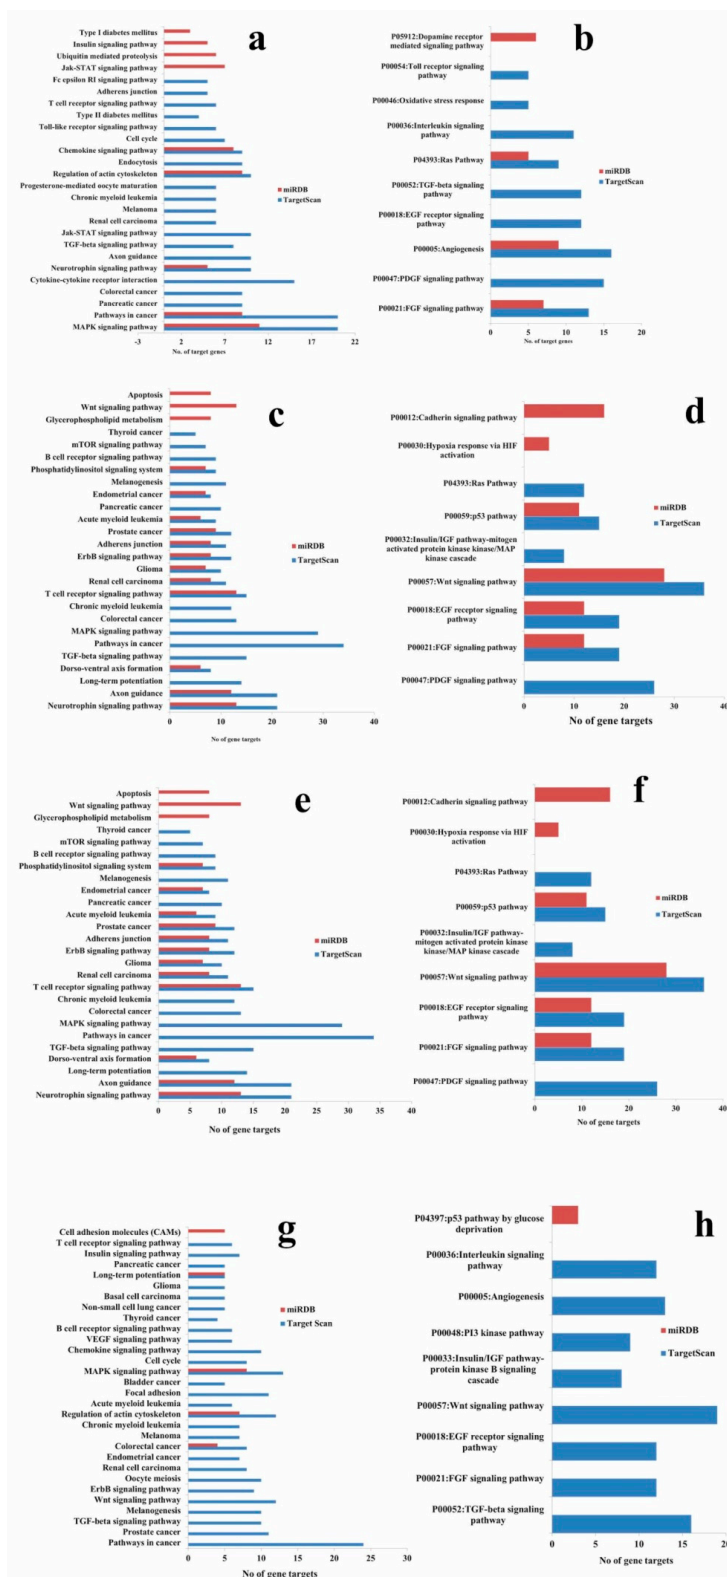 a
Type I diabetes mellitus
Insulin signaling pathway
Ubiquitin mediated proteolysis
Jak-STAT signaling pathway
Fc epsilon RI signaling pathway
Adherens junction
T cell receptor signaling pathway
Type II diabetes mellitus
Toll-like receptor signaling pathway
Cell cycle
Chemokine signaling pathway
Endocytosis
Regulation of actin cytoskeleton
Progesterone-mediated oocyte maturation
Chronic myeloid leukemia
Melanoma
Renal cell carcinoma
Jak-STAT signaling pathway
TGF-beta signaling pathway
Axon guidance
Neurotrophin signaling pathway
Cytokine-cytokine receptor interaction
Colorectal cancer
Pancreatic cancer
Pathways in cancer
MAPK signaling pathway
miRDB
TargetScan
-3 2 7 12 17 22
No. of target genes
b
P05912:Dopamine receptor
mediated signaling pathway
P00054:Toll receptor signaling
pathway
P00046:Oxidative stress response
P00036:Interleukin signaling
pathway
P04393:Ras Pathway
P00052:TGF-beta signaling
pathway
P00018:EGF receptor signaling
pathway
P00005:Angiogenesis
P00047:PDGF signaling pathway
P00021:FGF signaling pathway
miRDB
TargetScan
0 5 10 15 20
No. of target genes
c
Apoptosis
Wnt signaling pathway
Glycerophospholipid metabolism
Thyroid cancer
mTOR signaling pathway
B cell receptor signaling pathway
Phosphatidylinositol signaling system
Melanogenesis
Endometrial cancer
Pancreatic cancer
Acute myeloid leukemia
Prostate cancer
Adherens junction
ErbB signaling pathway
Glioma
Renal cell carcinoma
T cell receptor signaling pathway
Chronic myeloid leukemia
Colorectal cancer
MAPK signaling pathway
Pathways in cancer
TGF-beta signaling pathway
Dorso-ventral axis formation
Long-term potentiation
Axon guidance
Neurotrophin signaling pathway
miRDB
TargetScan
0 10 20 30 40
No of gene targets
d
P00012:Cadherin signaling pathway
P00030:Hypoxia response via HIF
activation
P04393:Ras Pathway
P00059:p53 pathway
P00032:Insulin/IGF pathway-mitogen
activated protein kinase kinase/MAP
kinase cascade
P00057:Wnt signaling pathway
P00018:EGF receptor signaling
pathway
P00021:FGF signaling pathway
P00047:PDGF signaling pathway
miRDB
TargetScan
0 10 20 30 40
No of gene targets
e
Apoptosis
Wnt signaling pathway
Glycerophospholipid metabolism
Thyroid cancer
mTOR signaling pathway
B cell receptor signaling pathway
Phosphatidylinositol signaling system
Melanogenesis
Endometrial cancer
Pancreatic cancer
Acute myeloid leukemia
Prostate cancer
Adherens junction
ErbB signaling pathway
Glioma
Renal cell carcinoma
T cell receptor signaling pathway
Chronic myeloid leukemia
Colorectal cancer
MAPK signaling pathway
Pathways in cancer
TGF-beta signaling pathway
Dorso-ventral axis formation
Long-term potentiation
Axon guidance
Neurotrophin signaling pathway
miRDB
TargetScan
0 5 10 15 20 25 30 35 40
No of gene targets
f
P00012:Cadherin signaling pathway
P00030:Hypoxia response via HIF
activation
P04393:Ras Pathway
P00059:p53 pathway
P00032:Insulin/IGF pathway-
mitogen activated protein kinase
kinase/MAP kinase cascade
P00057:Wnt signaling pathway
P00018:EGF receptor signaling
pathway
P00021:FGF signaling pathway
P00047:PDGF signaling pathway
miRDB
TargetScan
0 10 20 30 40
No of gene targets
g
Cell adhesion molecules (CAMs)
T cell receptor signaling pathway
Insulin signaling pathway
Pancreatic cancer
Long-term potentiation
Glioma
Basal cell carcinoma
Non-small cell lung cancer
Thyroid cancer
B cell receptor signaling pathway
VEGF signaling pathway
Chemokine signaling pathway
Cell cycle
MAPK signaling pathway
Bladder cancer
Focal adhesion
Acute myeloid leukemia
Regulation of actin cytoskeleton
Chronic myeloid leukemia
Melanoma
Colorectal cancer
Endometrial cancer
Renal cell carcinoma
Oocyte meiosis
ErbB signaling pathway
Wnt signaling pathway
Melanogenesis
TGF-beta signaling pathway
Prostate cancer
Pathways in cancer
miRDB
Target Scan
0 5 10 15 20 25 30
No of gene targets
h
P04397:p53 pathway by glucose
deprivation
P00036:Interleukin signaling
pathway
P00005:Angiogenesis
P00048:PI3 kinase pathway
P00033:Insulin/IGF pathway-
protein kinase B signaling
cascade
P00057:Wnt signaling pathway
P00018:EGF receptor signaling
pathway
P00021:FGF signaling pathway
P00052:TGF-beta signaling
pathway
miRDB
TargetScan
0 5 10 15 20
No of gene targets